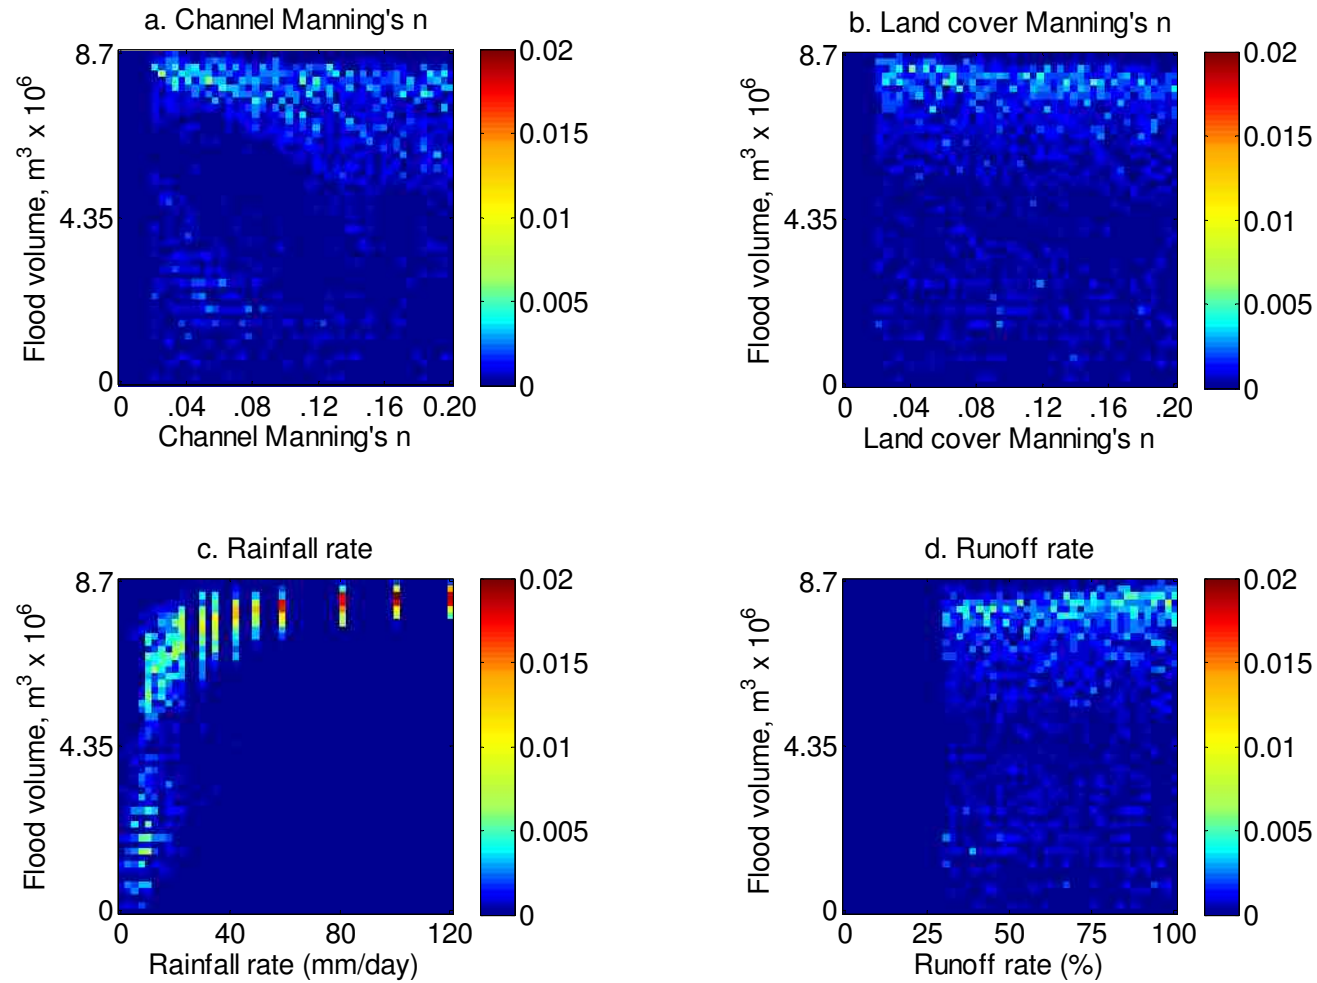 a. Channel Manning's n
8.7
4.35
0
Flood volume, m³ x 10⁶
0 .04 .08 .12 .16 0.20
Channel Manning's n
0.02
0.015
0.01
0.005
0
b. Land cover Manning's n
8.7
4.35
0
Flood volume, m³ x 10⁶
0 .04 .08 .12 .16 .20
Land cover Manning's n
0.02
0.015
0.01
0.005
0
c. Rainfall rate
8.7
4.35
0
Flood volume, m³ x 10⁶
0 40 80 120
Rainfall rate (mm/day)
0.02
0.015
0.01
0.005
0
d. Runoff rate
8.7
4.35
0
Flood volume, m³ x 10⁶
0 25 50 75 100
Runoff rate (%)
0.02
0.015
0.01
0.005
0